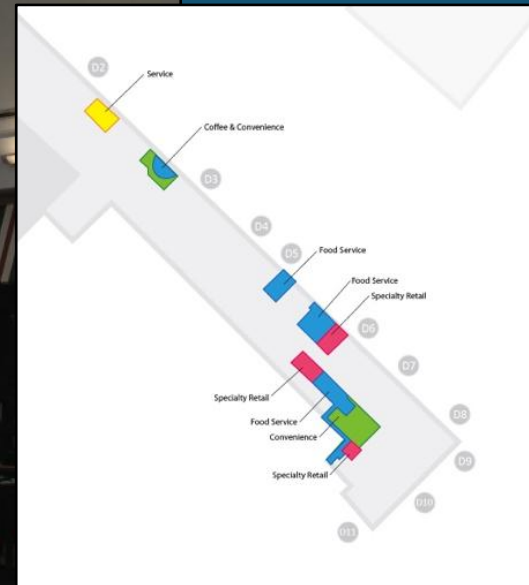 D2
Service
Coffee & Convenience
D3
D4
D5
Food Service
Food Service
Specialty Retail
D6
D7
Specialty Retail
Food Service
Convenience
Specialty Retail
D8
D9
D10
D11